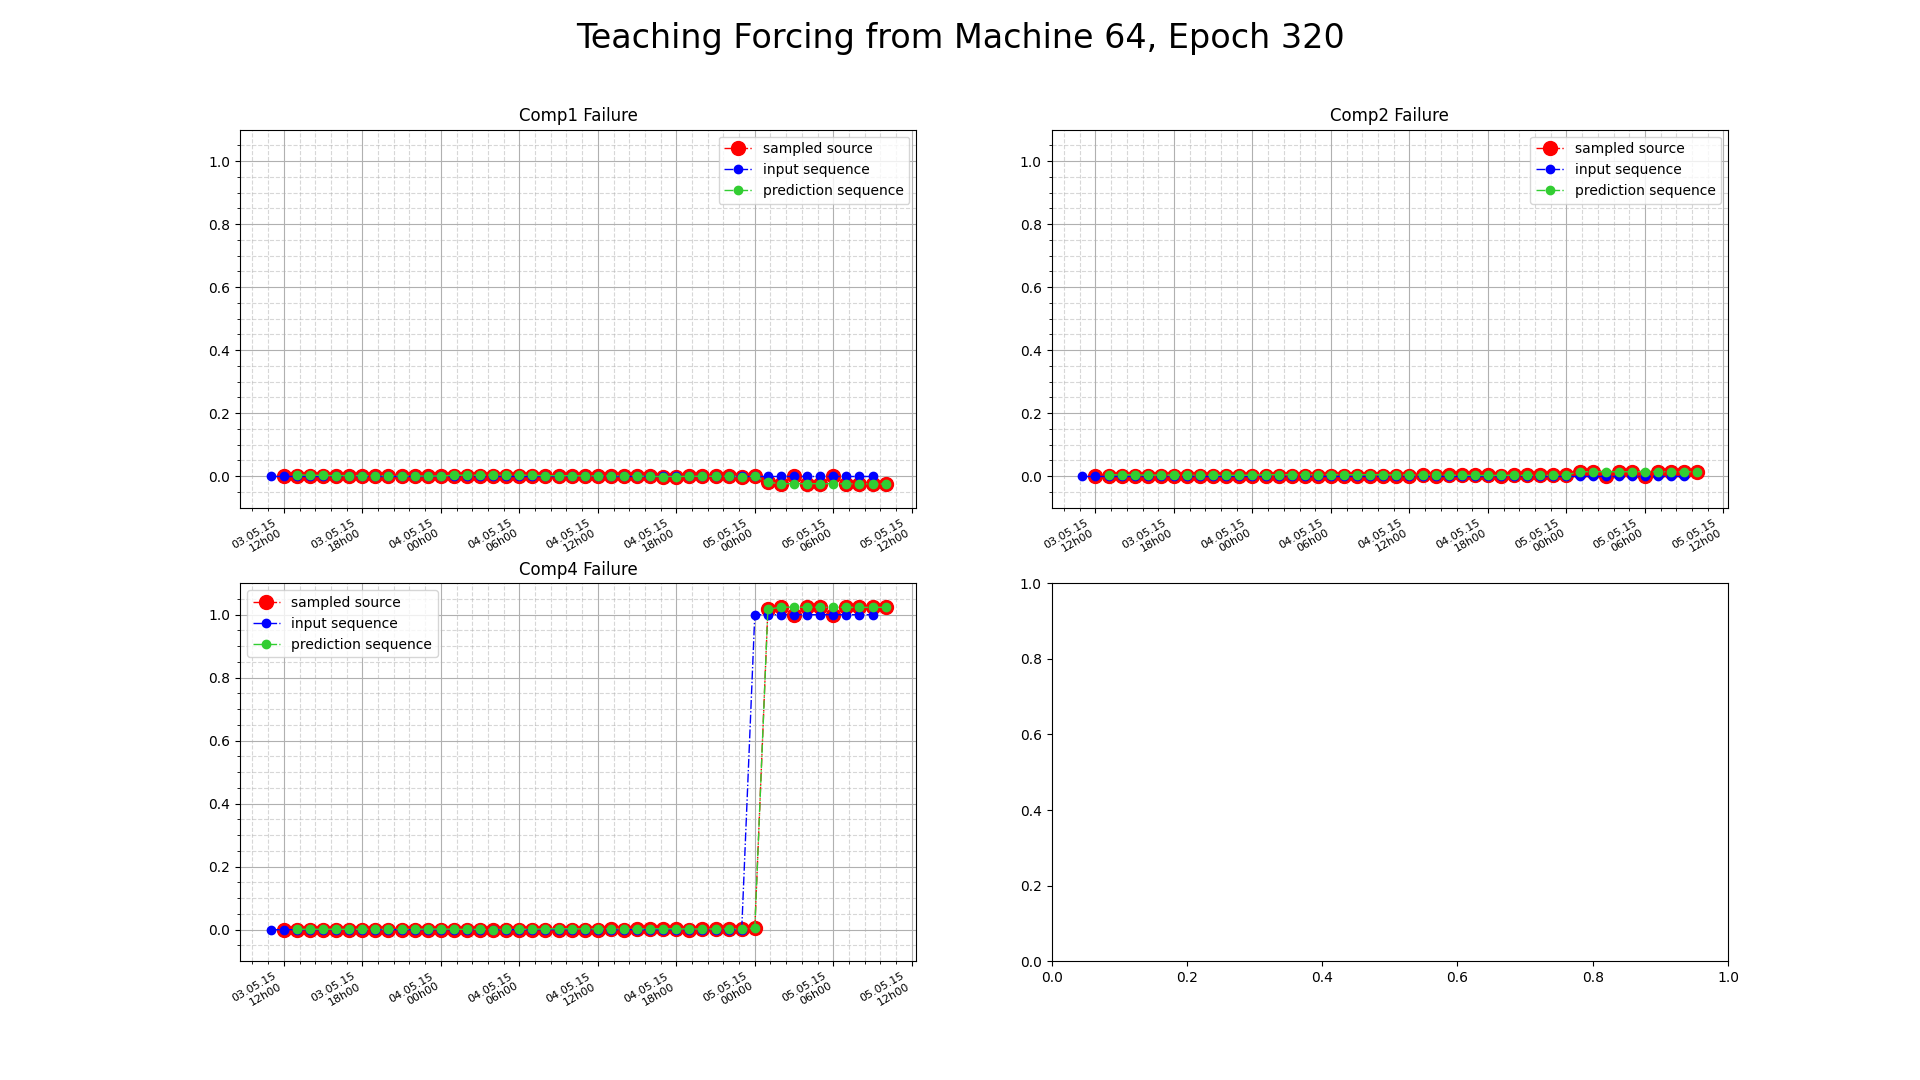 Teaching Forcing from Machine 64, Epoch 320
Comp1 Failure
sampled source
input sequence
prediction sequence
1.0
0.8
0.6
0.4
0.2
0.0
03.05.15
12h00
03.05.15
18h00
04.05.15
00h00
04.05.15
06h00
04.05.15
12h00
04.05.15
18h00
05.05.15
00h00
05.05.15
06h00
05.05.15
12h00
Comp2 Failure
sampled source
input sequence
prediction sequence
1.0
0.8
0.6
0.4
0.2
0.0
03.05.15
12h00
03.05.15
18h00
04.05.15
00h00
04.05.15
06h00
04.05.15
12h00
04.05.15
18h00
05.05.15
00h00
05.05.15
06h00
05.05.15
12h00
Comp4 Failure
sampled source
input sequence
prediction sequence
1.0
0.8
0.6
0.4
0.2
0.0
03.05.15
12h00
03.05.15
18h00
04.05.15
00h00
04.05.15
06h00
04.05.15
12h00
04.05.15
18h00
05.05.15
00h00
05.05.15
06h00
05.05.15
12h00
1.0
0.8
0.6
0.4
0.2
0.0
0.0 0.2 0.4 0.6 0.8 1.0